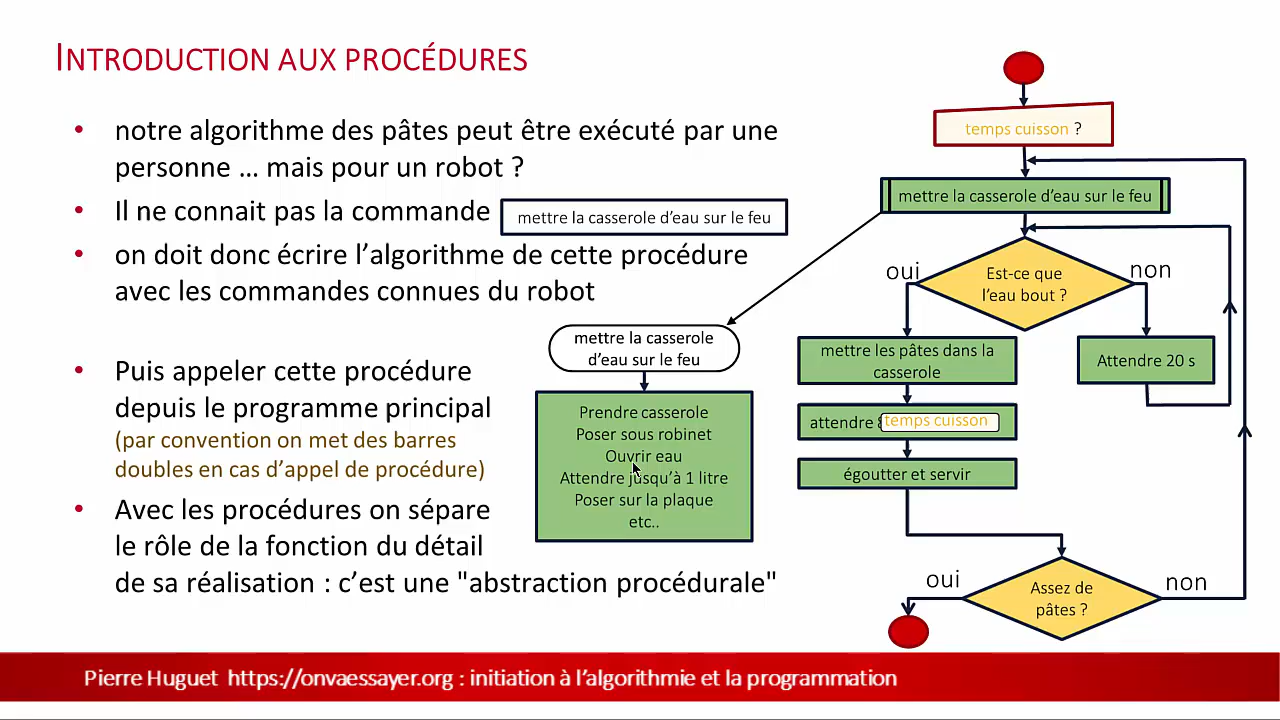 INTRODUCTION AUX PROCÉDURES
• notre algorithme des pâtes peut être exécuté par une
personne ... mais pour un robot ?
• Il ne connait pas la commande
mettre la casserole d'eau sur le feu
• on doit donc écrire l'algorithme de cette procédure
avec les commandes connues du robot
• Puis appeler cette procédure
depuis le programme principal
(par convention on met des barres
doubles en cas d'appel de procédure)
• Avec les procédures on sépare
le rôle de la fonction du détail
de sa réalisation : c'est une "abstraction procédurale"
mettre la casserole
d'eau sur le feu
Prendre casserole
Poser sous robinet
Ouvrir eau
Attendre jusqu'à 1 litre
Poser sur la plaque
etc..
temps cuisson ?
mettre la casserole d'eau sur le feu
Est-ce que
l'eau bout ?
oui
non
mettre les pâtes dans la
casserole
Attendre 20 s
attendre temps cuisson
égoutter et servir
Assez de
pâtes ?
oui
non
Pierre Huguet https://onvaessayer.org : initiation à l'algorithmie et la programmation